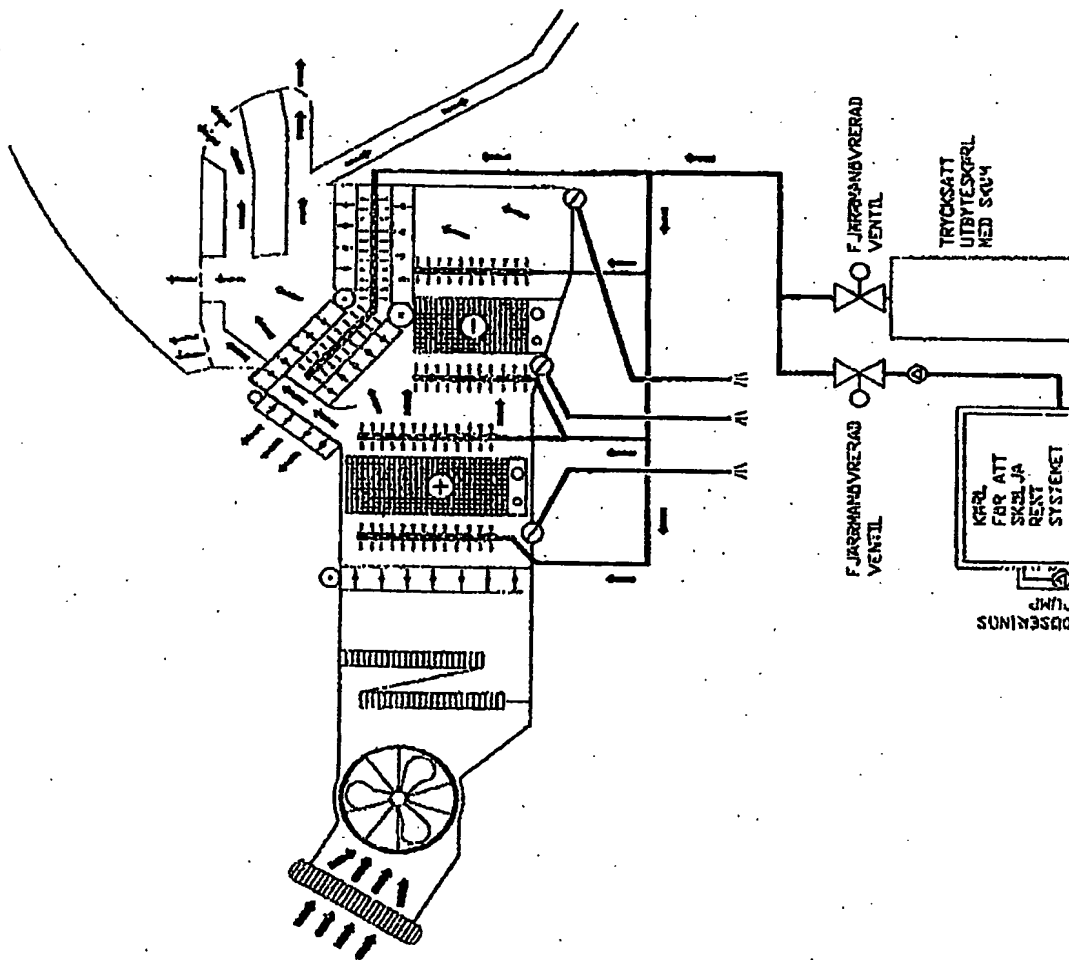 FJÄRRMANÖVRERAD
VENTIL
TRYCKSATT
UTBYTESKÄRL
MED SKUM
FJÄRRMANÖVRERAD
VENTIL
KÄRL
FÖR ATT
SKÖLJA
RENT
SYSTEMET
DOSERINGS
PUMP